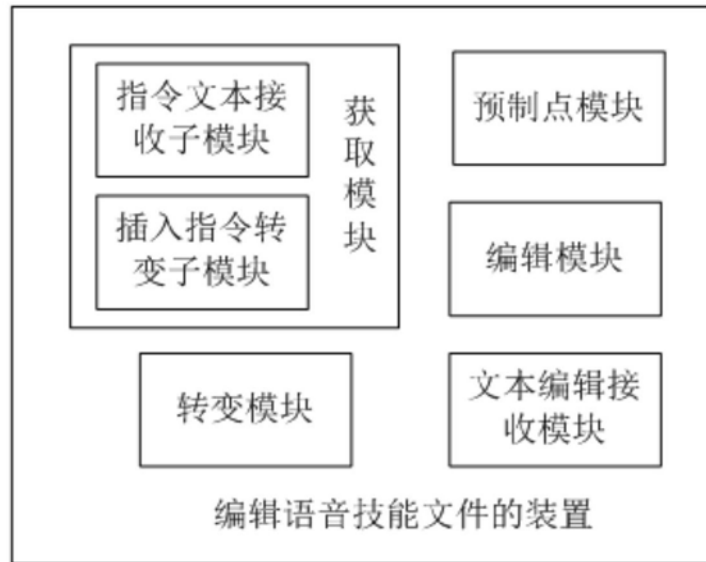 指令文本接
收子模块
插入指令转
变子模块
获取模块
预制点模块
编辑模块
转变模块
文本编辑接
收模块
编辑语音技能文件的装置